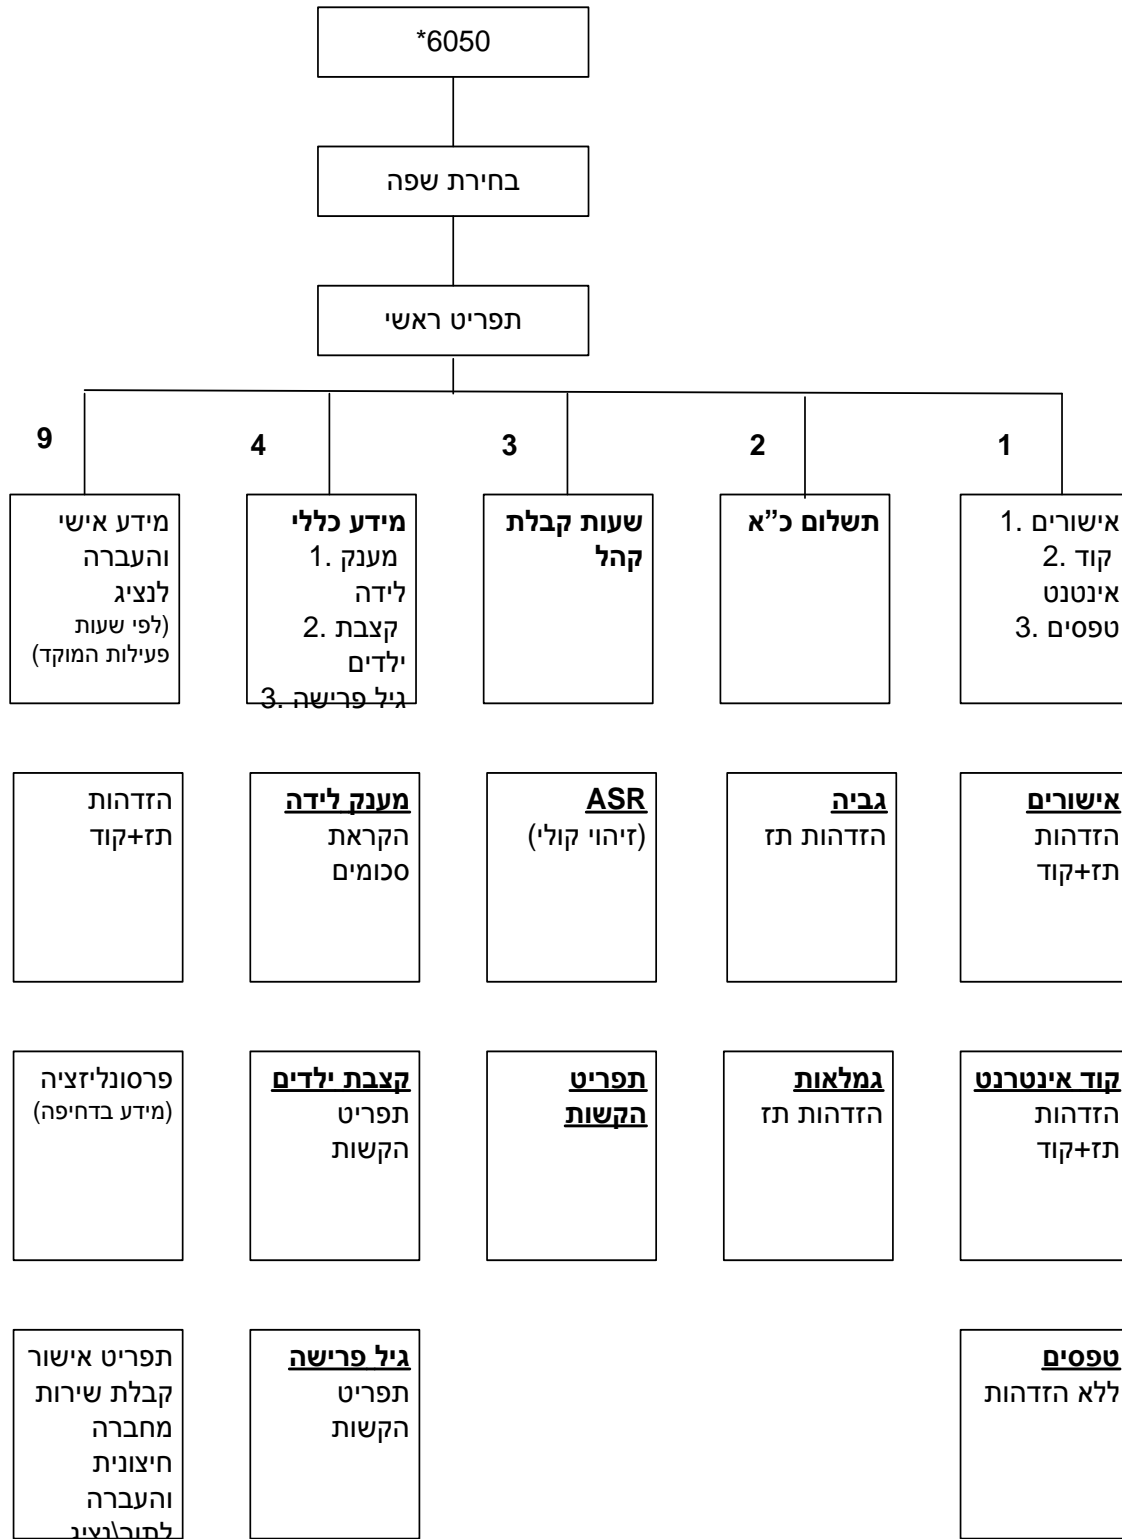 *6050
בחירת שפה
תפריט ראשי
1
2
3
4
9
1. אישורים
2. קוד
אינטנט
3. טפסים
תשלום כ”א
שעות קבלת
קהל
מידע כללי
1. מענק
לידה
2. קצבת
ילדים
3. גיל פרישה
מידע אישי
והעברה
לנציג
(לפי שעות
פעילות המוקד)
אישורים
הזדהות
תז+קוד
גביה
הזדהות תז
ASR
(זיהוי קולי)
מענק לידה
הקראת
סכומים
הזדהות
תז+קוד
קוד אינטרנט
הזדהות
תז+קוד
גמלאות
הזדהות תז
תפריט
הקשות
קצבת ילדים
תפריט
הקשות
פרסונליזציה
(מידע בדחיפה)
טפסים
ללא הזדהות
גיל פרישה
תפריט
הקשות
תפריט אישור
קבלת שירות
מחברה
חיצונית
והעברה
לתור\נציג